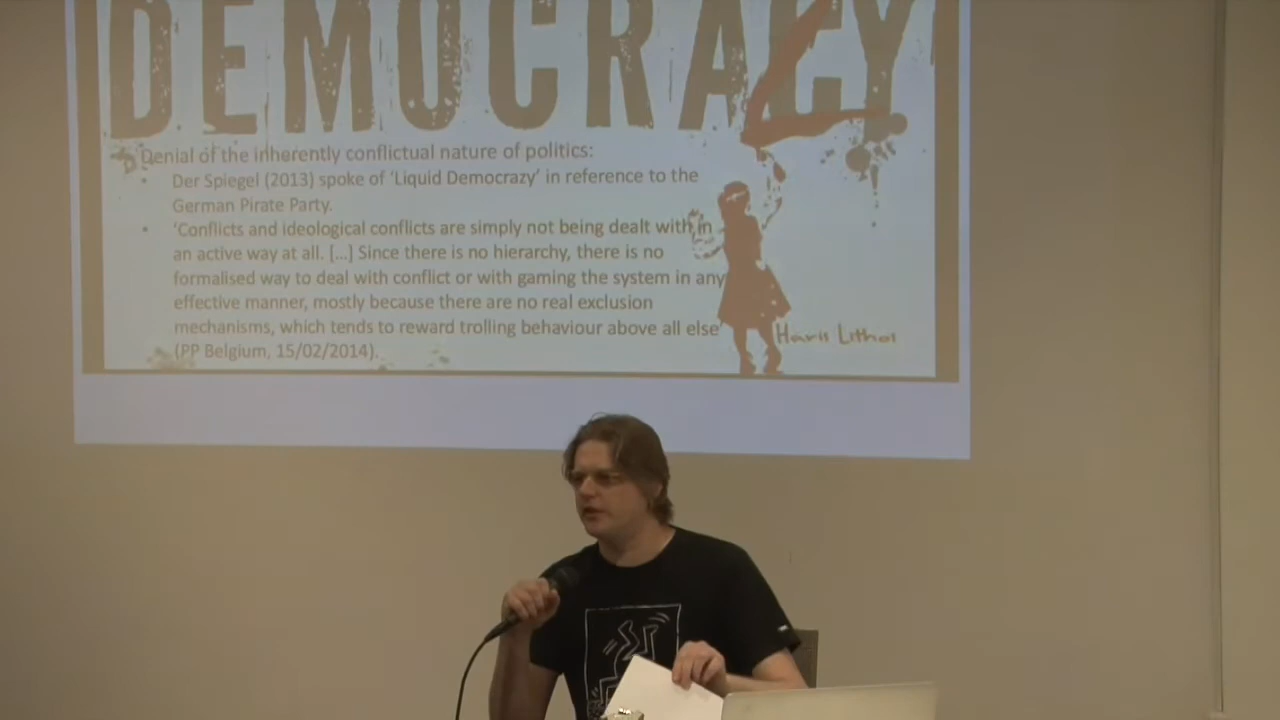 DEMOCRACY
Denial of the inherently conflictual nature of politics:
• Der Spiegel (2013) spoke of ‘Liquid Democrazy’ in reference to the
German Pirate Party.
• ‘Conflicts and ideological conflicts are simply not being dealt with in
an active way at all. [...] Since there is no hierarchy, there is no
formalised way to deal with conflict or with gaming the system in any
effective manner, mostly because there are no real exclusion
mechanisms, which tends to reward trolling behaviour above all else’
(PP Belgium, 15/02/2014).
Haris Lithos